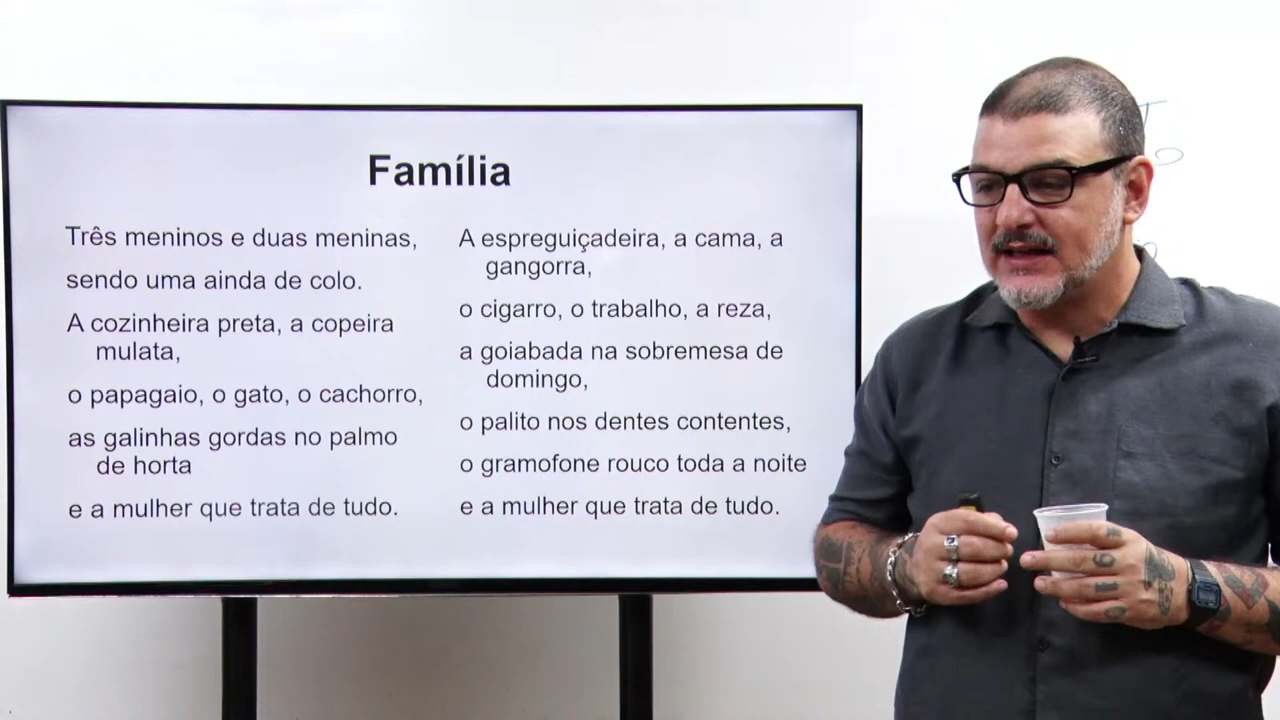 Família
Três meninos e duas meninas,
sendo uma ainda de colo.
A cozinheira preta, a copeira
mulata,
o papagaio, o gato, o cachorro,
as galinhas gordas no palmo
de horta
e a mulher que trata de tudo.
A espreguiçadeira, a cama, a
gangorra,
o cigarro, o trabalho, a reza,
a goiabada na sobremesa de
domingo,
o palito nos dentes contentes,
o gramofone rouco toda a noite
e a mulher que trata de tudo.